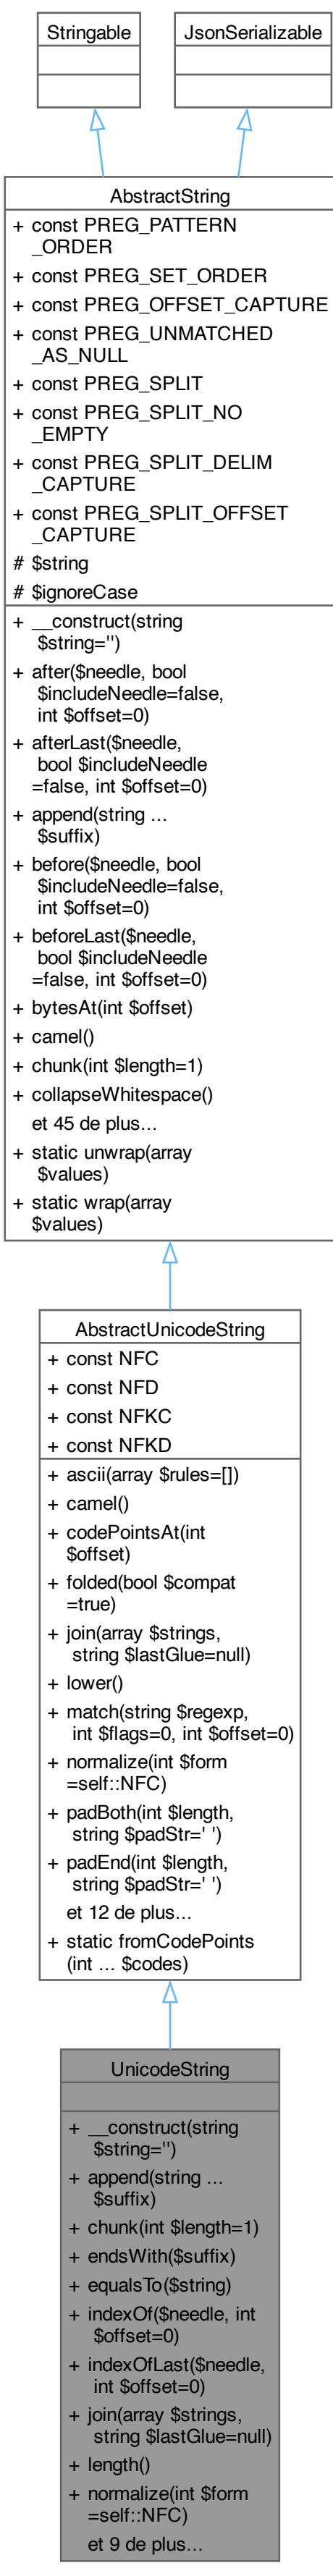 Stringable
JsonSerializable
AbstractString
+ const PREG_PATTERN
_ORDER
+ const PREG_SET_ORDER
+ const PREG_OFFSET_CAPTURE
+ const PREG_UNMATCHED
_AS_NULL
+ const PREG_SPLIT
+ const PREG_SPLIT_NO
_EMPTY
+ const PREG_SPLIT_DELIM
_CAPTURE
+ const PREG_SPLIT_OFFSET
_CAPTURE
# $string
# $ignoreCase
+ __construct(string
$string='')
+ after($needle, bool
$includeNeedle=false,
int $offset=0)
+ afterLast($needle,
bool $includeNeedle
=false, int $offset=0)
+ append(string ...
$suffix)
+ before($needle, bool
$includeNeedle=false,
int $offset=0)
+ beforeLast($needle,
bool $includeNeedle
=false, int $offset=0)
+ bytesAt(int $offset)
+ camel()
+ chunk(int $length=1)
+ collapseWhitespace()
et 45 de plus...
+ static unwrap(array
$values)
+ static wrap(array
$values)
AbstractUnicodeString
+ const NFC
+ const NFD
+ const NFKC
+ const NFKD
+ ascii(array $rules=[])
+ camel()
+ codePointsAt(int
$offset)
+ folded(bool $compat
=true)
+ join(array $strings,
string $lastGlue=null)
+ lower()
+ match(string $regexp,
int $flags=0, int $offset=0)
+ normalize(int $form
=self::NFC)
+ padBoth(int $length,
string $padStr=' ')
+ padEnd(int $length,
string $padStr=' ')
et 12 de plus...
+ static fromCodePoints
(int ... $codes)
UnicodeString
+ __construct(string
$string='')
+ append(string ...
$suffix)
+ chunk(int $length=1)
+ endsWith($suffix)
+ equalsTo($string)
+ indexOf($needle, int
$offset=0)
+ indexOfLast($needle,
int $offset=0)
+ join(array $strings,
string $lastGlue=null)
+ length()
+ normalize(int $form
=self::NFC)
et 9 de plus...